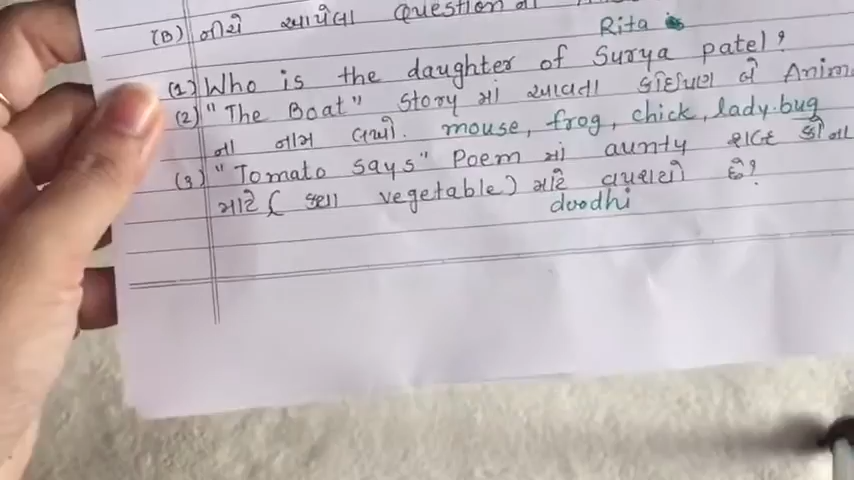 (B) નીચે આપેલા Question ના
Rita is
(1) Who is the daughter of Surya patel?
(2) "The Boat" Story માં આવતા કોઈપણ બે Anim
ના નામ લખો. mouse, frog, chick, lady-bug
(3) "Tomato says" Poem માં aunty શબ્દ કોના
માટે ( કયા vegetable) માટે વપરાયો છે?
doodhi